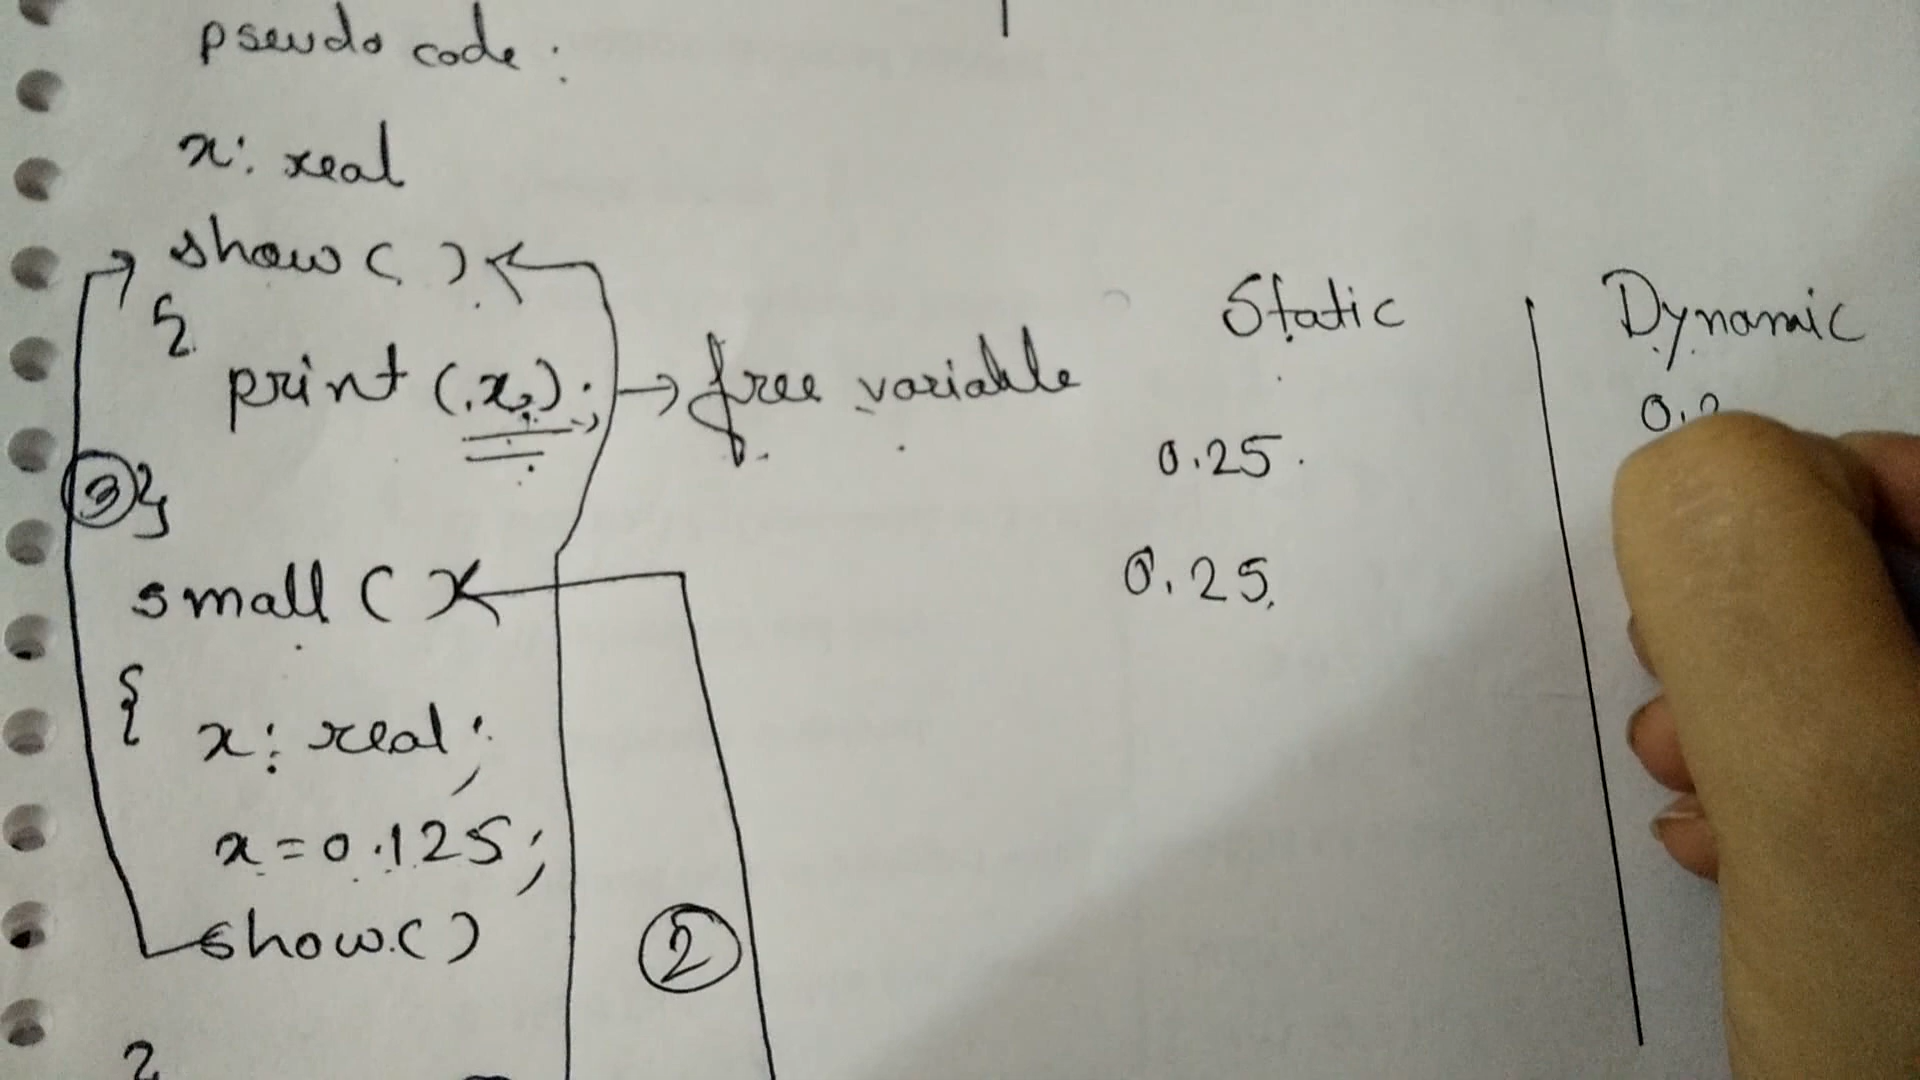 pseudo code :
x: real
show ( )
{
print (x); → free variable
③ }
small ( )
{ x: real;
x = 0.125;
show ( )
②
Static
Dynamic
0.25
0.25